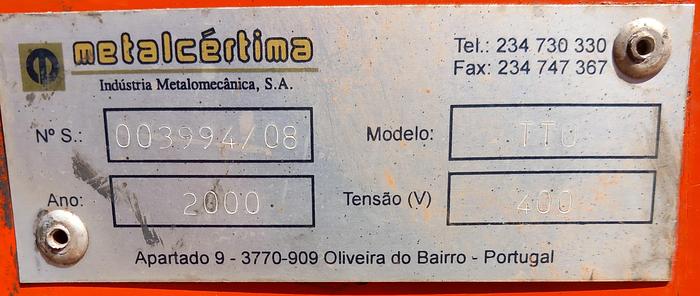 metalcértima
Indústria Metalomecânica, S.A.
Tel.: 234 730 330
Fax: 234 747 367
Nº S.: 003994/08
Modelo: TTC
Ano: 2000
Tensão (V) 400
Apartado 9 - 3770-909 Oliveira do Bairro - Portugal